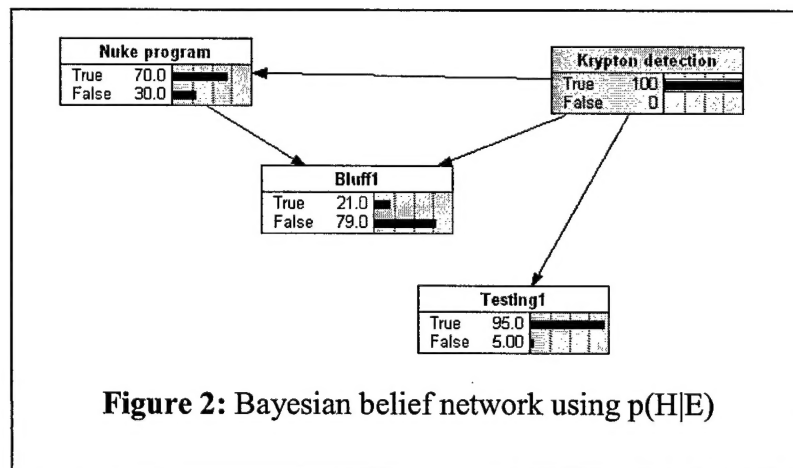 Nuke program
True 70.0
False 30.0
Krypton detection
True 100
False 0
Bluff1
True 21.0
False 79.0
Testing1
True 95.0
False 5.00
Figure 2: Bayesian belief network using p(H|E)